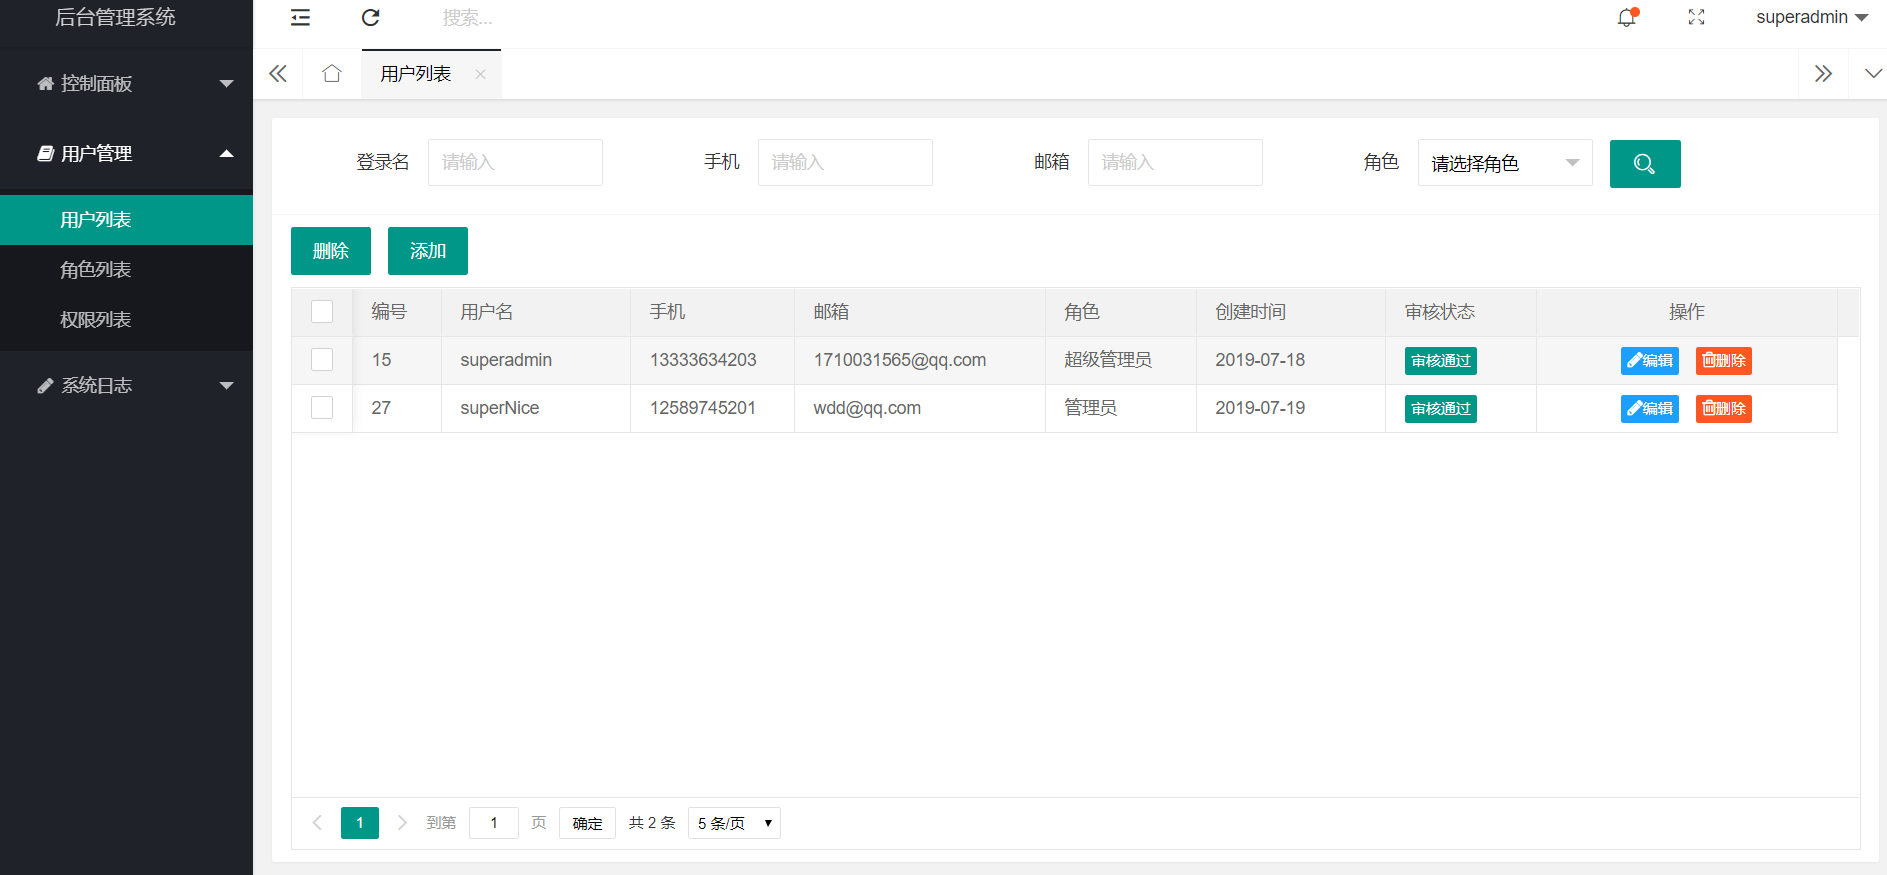 后台管理系统
搜索...
superadmin
控制面板
用户管理
用户列表
角色列表
权限列表
系统日志
用户列表
登录名 请输入 手机 请输入 邮箱 请输入 角色 请选择角色
删除 添加
编号 用户名 手机 邮箱 角色 创建时间 审核状态 操作
15 superadmin 13333634203 1710031565@qq.com 超级管理员 2019-07-18 审核通过 编辑 删除
27 superNice 12589745201 wdd@qq.com 管理员 2019-07-19 审核通过 编辑 删除
1 到第 1 页 确定 共 2 条 5 条/页